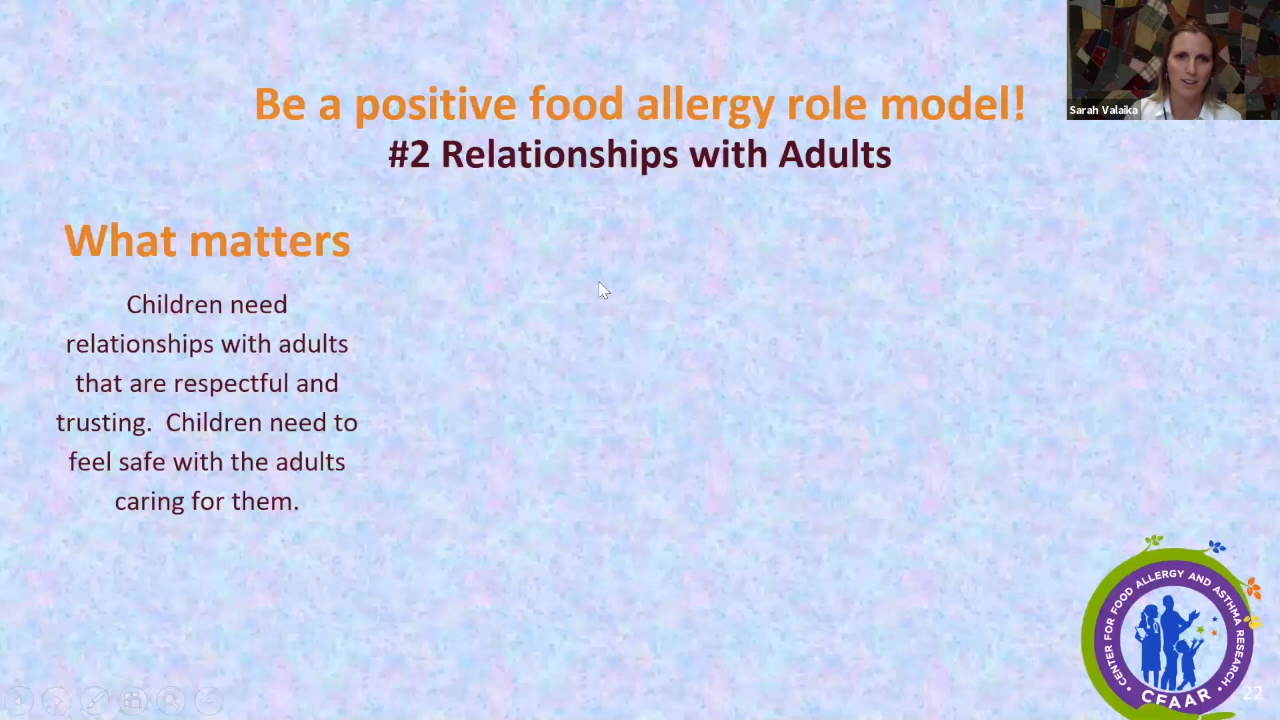 Be a positive food allergy role model!
#2 Relationships with Adults
Sarah Valaika
What matters
Children need
relationships with adults
that are respectful and
trusting.  Children need to
feel safe with the adults
caring for them.
• CENTER FOR FOOD ALLERGY AND ASTHMA RESEARCH •
CFAAR
22